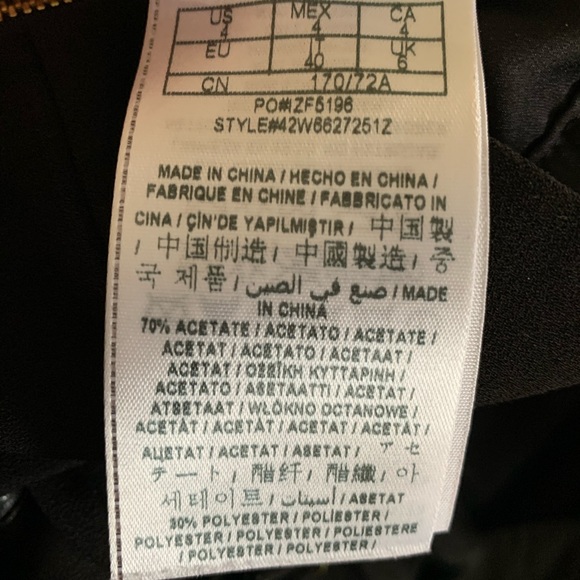 US MEX CA
4 4 4
EU IT UK
40 6
CN 170/72A
PO#IZF5196
STYLE#42W6627251Z
MADE IN CHINA / HECHO EN CHINA /
FABRIQUE EN CHINE / FABBRICATO IN
CINA / ÇİN'DE YAPILMIŞTIR / 中国製
/ 中国制造 / 中國製造 / 중
국 제품 / صنع في الصين / MADE
IN CHINA
70% ACETATE / ACETATO / ACETATE /
ACETAT / ACETATO / ACETAAT /
ACETAT / ΟΞΕΪΚΗ ΚΥΤΤΑΡΙΝΗ /
ACETATO / ASETAATTI / ACETAT /
ATSETAAT / WŁÓKNO OCTANOWE /
ACETÁT / ACETÁT / ACETAT / ACETAT /
АЦЕТАТ / ACETAT / ASETAT / アセ
テート / 醋纤 / 醋纖 / 아
세테이트 / أسيتات / ASETAT
30% POLYESTER / POLIÉSTER /
POLYESTER / POLYESTER / POLIESTERE
/ POLYESTER / POLYESTER /